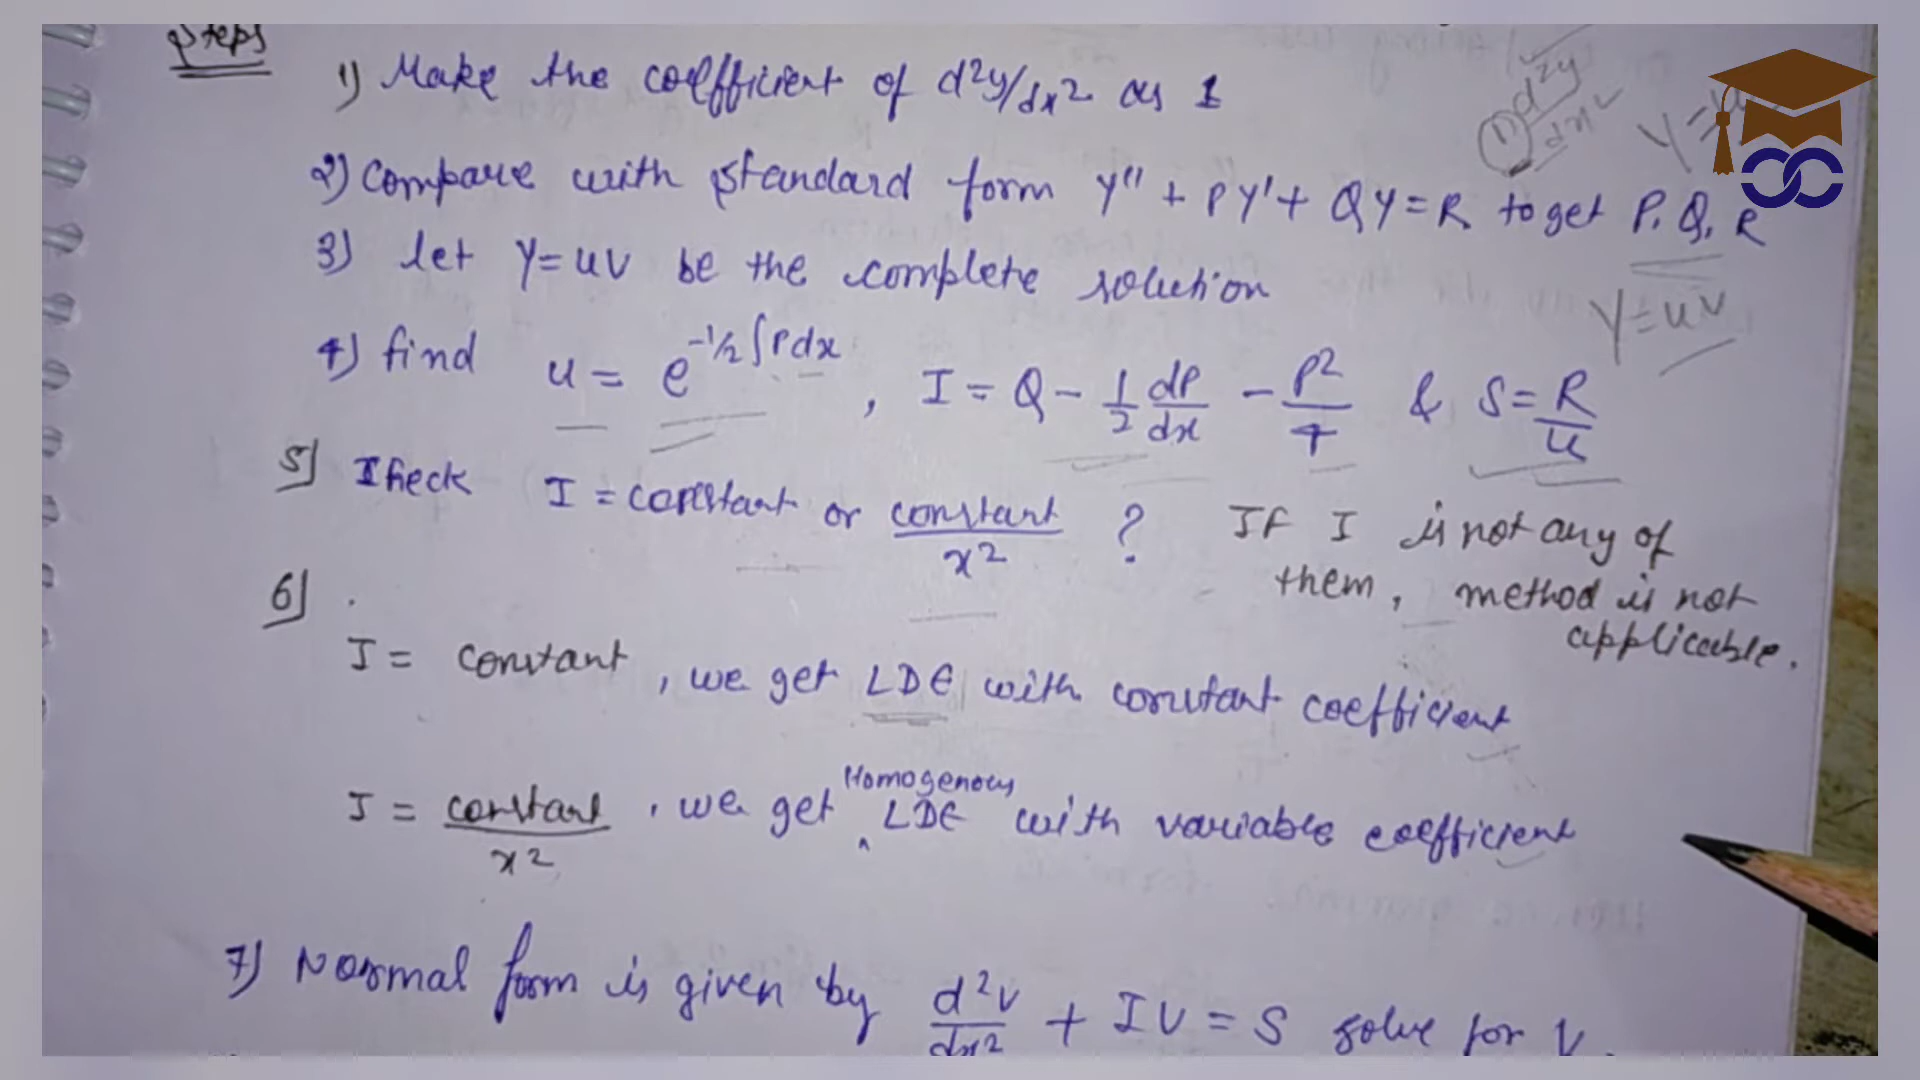 Steps
1) Make the coefficient of d²y/dx² as 1
① d²y/dx²
2) Compare with standard form y'' + Py' + Qy = R to get P, Q, R
3) let y = uv be the complete solution
y = uv
4) find u = e^{-1/2 ∫Pdx} , I = Q - 1/2 dP/dx - P²/4 & S = R/u
5) Check I = constant or constant/x² ? If I is not any of
them, method is not
applicable.
6)
I = constant , we get LDE with constant coefficient
Homogenous
I = constant/x² , we get ^ LDE with variable coefficient
7) Normal form is given by d²v/dx² + Iv = S solve for v.